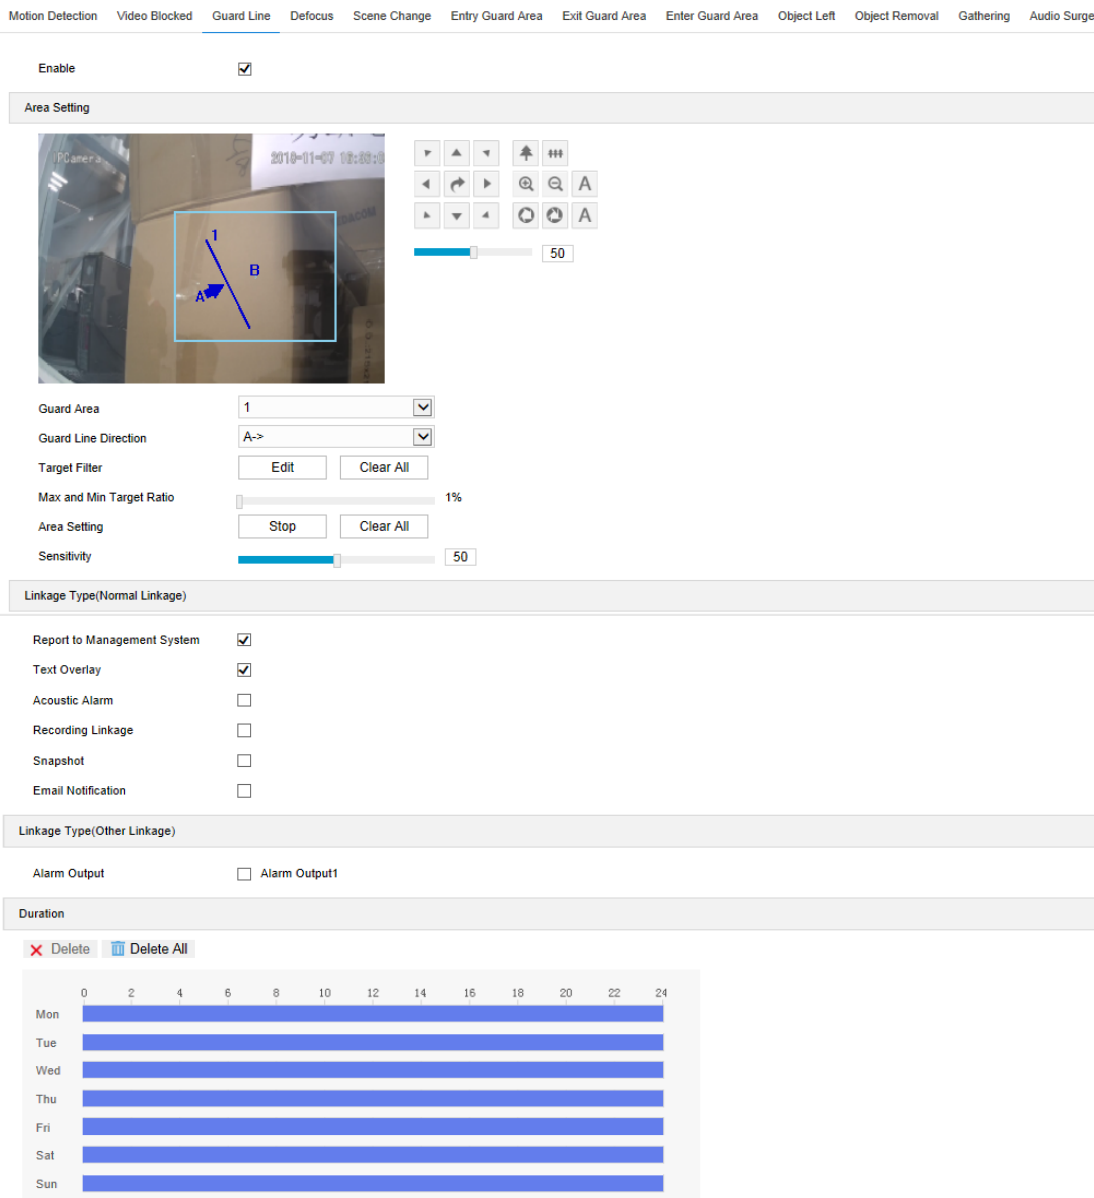 Motion Detection Video Blocked Guard Line Defocus Scene Change Entry Guard Area Exit Guard Area Enter Guard Area Object Left Object Removal Gathering Audio Surge
Enable
Area Setting
IPCamera
1
B
A
A
A
50
Guard Area 1
Guard Line Direction A->
Target Filter Edit Clear All
Max and Min Target Ratio 1%
Area Setting Stop Clear All
Sensitivity 50
Linkage Type(Normal Linkage)
Report to Management System
Text Overlay
Acoustic Alarm
Recording Linkage
Snapshot
Email Notification
Linkage Type(Other Linkage)
Alarm Output Alarm Output1
Duration
Delete Delete All
0 2 4 6 8 10 12 14 16 18 20 22 24
Mon
Tue
Wed
Thu
Fri
Sat
Sun